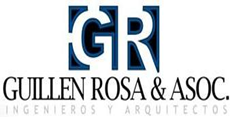 GR
GUILLEN ROSA & ASOC.
INGENIEROS Y ARQUITECTOS